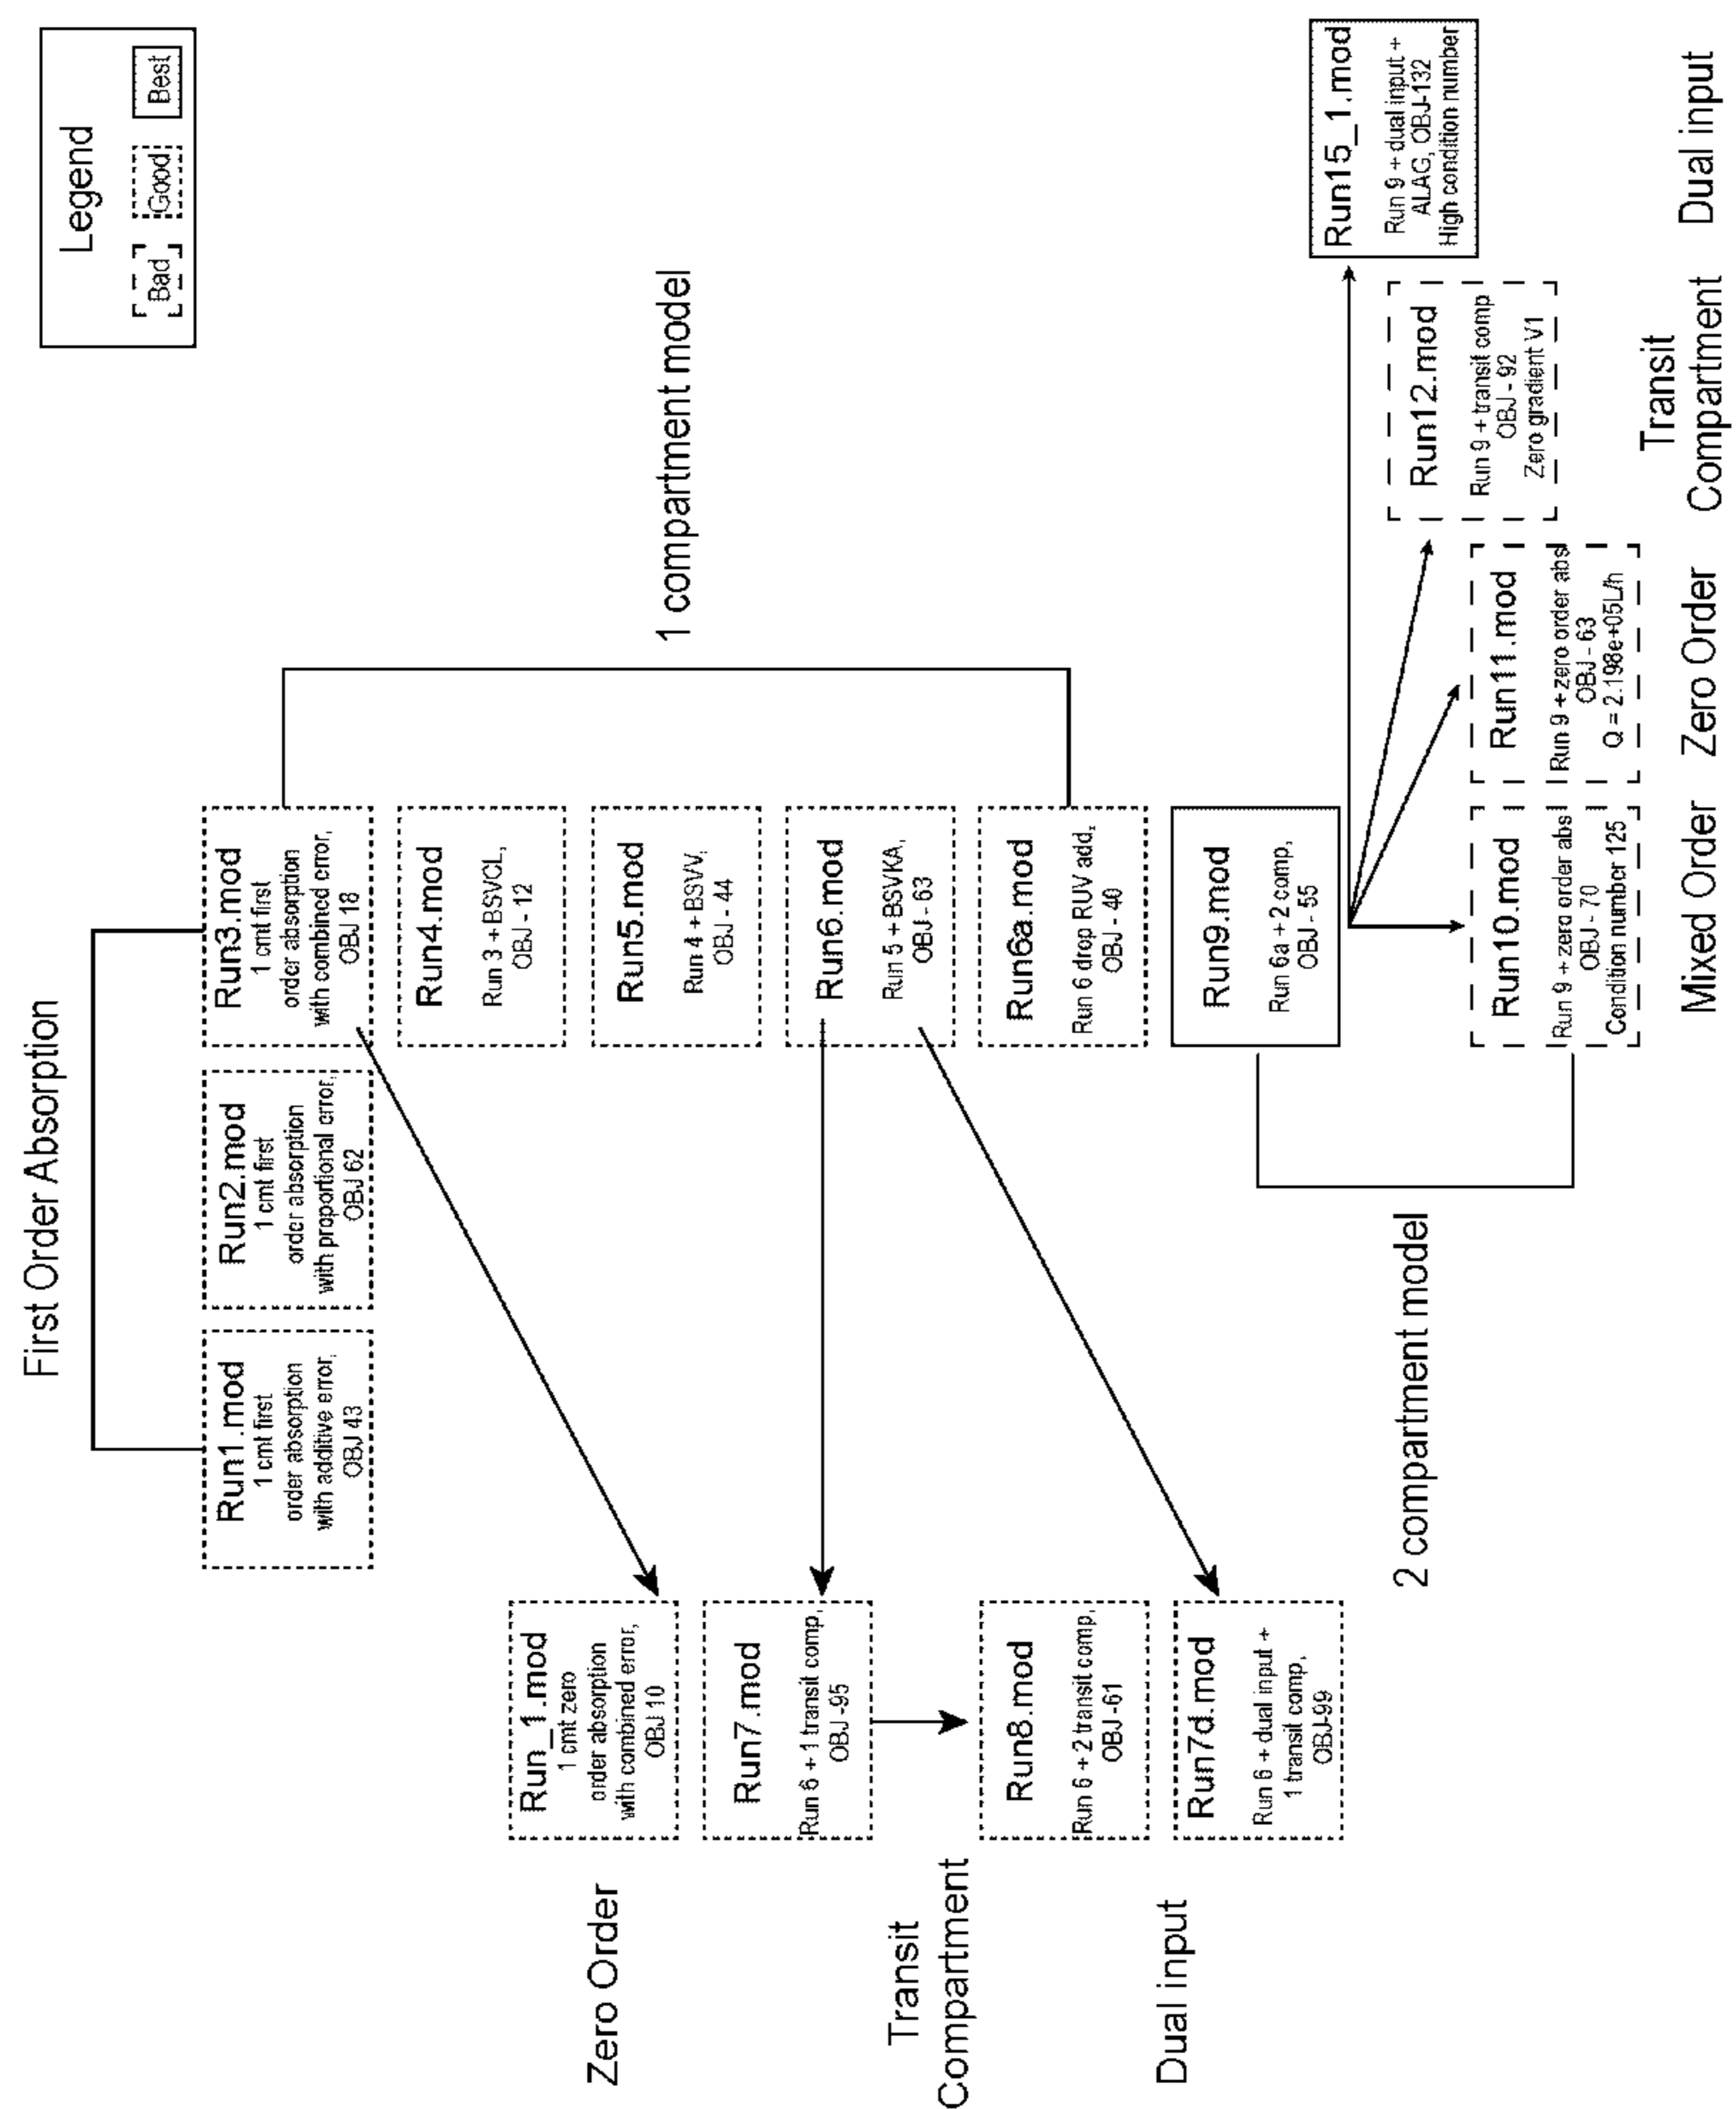 First Order Absorption
Legend
Bad
Good
Best
Run1.mod
1 cmt first
order absorption
with additive error,
OBJ 43
Run2.mod
1 cmt first
order absorption
with proportional error,
OBJ 62
Run3.mod
1 cmt first
order absorption
with combined error,
OBJ 18
Run4.mod
Run 3 + BSVCL,
OBJ - 12
Run5.mod
Run 4 + BSVV,
OBJ - 44
Run6.mod
Run 5 + BSVKA,
OBJ - 63
Run6a.mod
Run 6 drop RUV add,
OBJ - 40
1 compartment model
Zero Order
Run_1.mod
1 cmt zero
order absorption
with combined error,
OBJ 10
Transit
Compartment
Run7.mod
Run 6 + 1 transit comp,
OBJ -95
Run8.mod
Run 6 + 2 transit comp,
OBJ -61
Dual input
Run7d.mod
Run 6 + dual input +
1 transit comp,
OBJ-99
2 compartment model
Run9.mod
Run 6a + 2 comp,
OBJ - 55
Run10.mod
Run 9 + zero order abs
OBJ - 70
Condition number 125
Run11.mod
Run 9 + zero order abs
OBJ - 63
Q = 2.198e+05L/h
Run12.mod
Run 9 + transit comp
OBJ - 92
Zero gradient V1
Run15_1.mod
Run 9 + dual input +
ALAG, OBJ-132
High condition number
Mixed Order
Zero Order
Transit
Compartment
Dual input